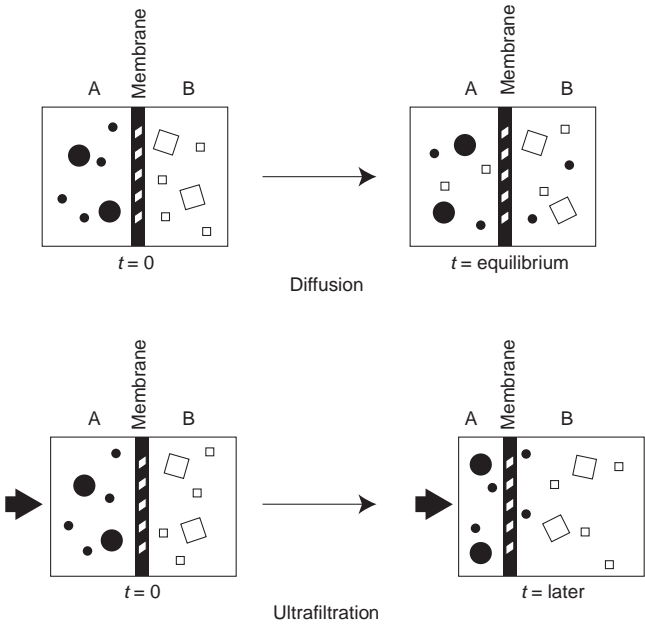 Membrane
A
B
Membrane
A
B
t = 0
t = equilibrium
Diffusion
Membrane
A
B
Membrane
A
B
t = 0
t = later
Ultrafiltration